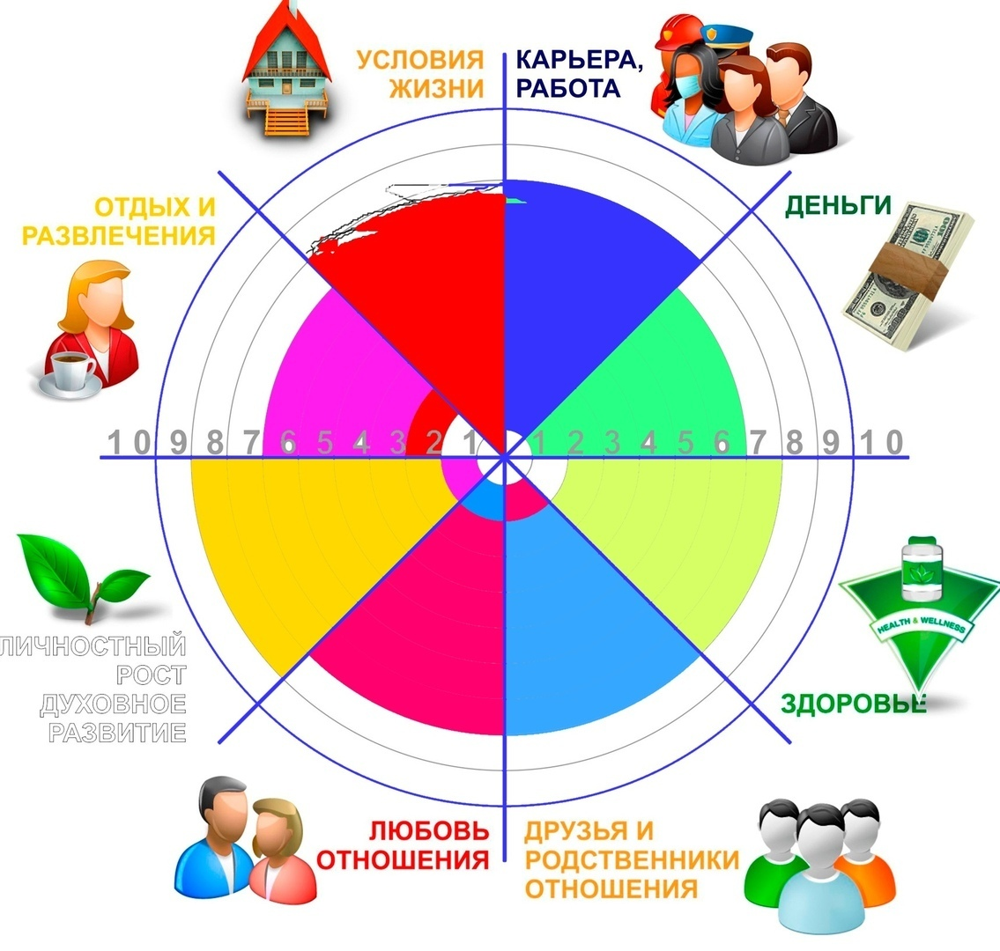 УСЛОВИЯ
ЖИЗНИ
КАРЬЕРА,
РАБОТА
ОТДЫХ И
РАЗВЛЕЧЕНИЯ
ДЕНЬГИ
100
10 9 8 7 6 5 4 3 2 1 1 2 3 4 5 6 7 8 9 10
ЛИЧНОСТНЫЙ
РОСТ
ДУХОВНОЕ
РАЗВИТИЕ
HEALTH & WELLNESS
ЗДОРОВЬЕ
ЛЮБОВЬ
ОТНОШЕНИЯ
ДРУЗЬЯ И
РОДСТВЕННИКИ
ОТНОШЕНИЯ